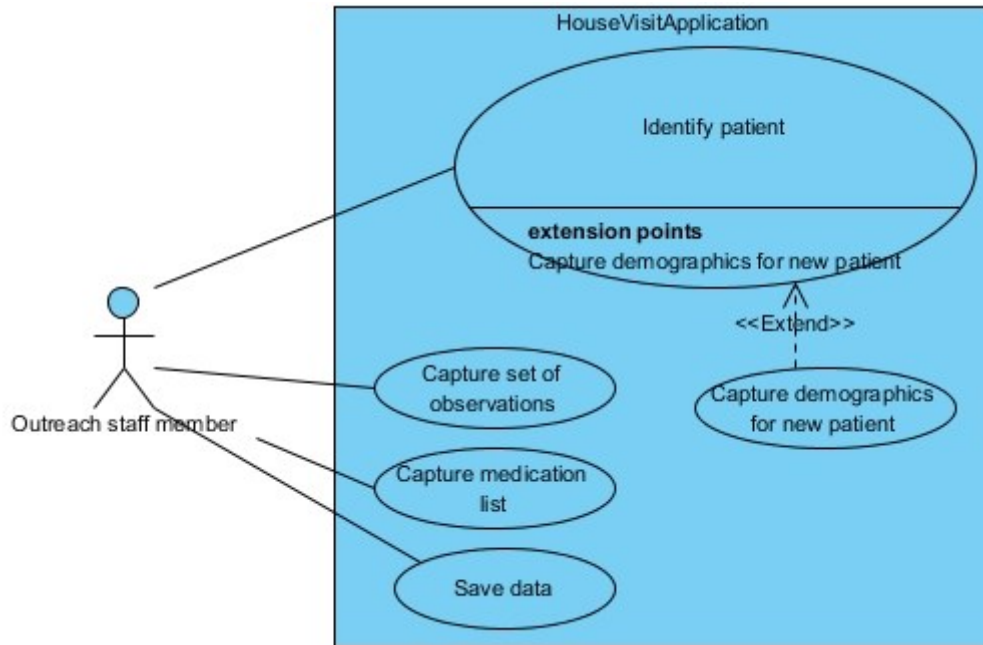 HouseVisitApplication
Identify patient
extension points
Capture demographics for new patient
<<Extend>>
Capture demographics
for new patient
Capture set of
observations
Outreach staff member
Capture medication
list
Save data